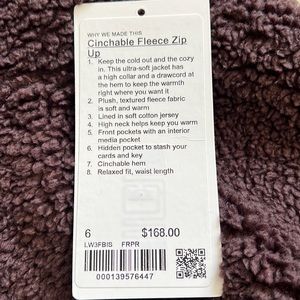 WHY WE MADE THIS
Cinchable Fleece Zip
Up
1. Keep the cold out and the cozy
in. This ultra-soft jacket has
a high collar and a drawcord at
the hem to keep the warmth
right where you want it
2. Plush, textured fleece fabric
is soft and warm
3. Lined in soft cotton jersey
4. High neck helps keep you warm
5. Front pockets with an interior
media pocket
6. Hidden pocket to stash your
cards and key
7. Cinchable hem
8. Relaxed fit, waist length
6 $168.00
LW3FBIS FRPR
000139576447